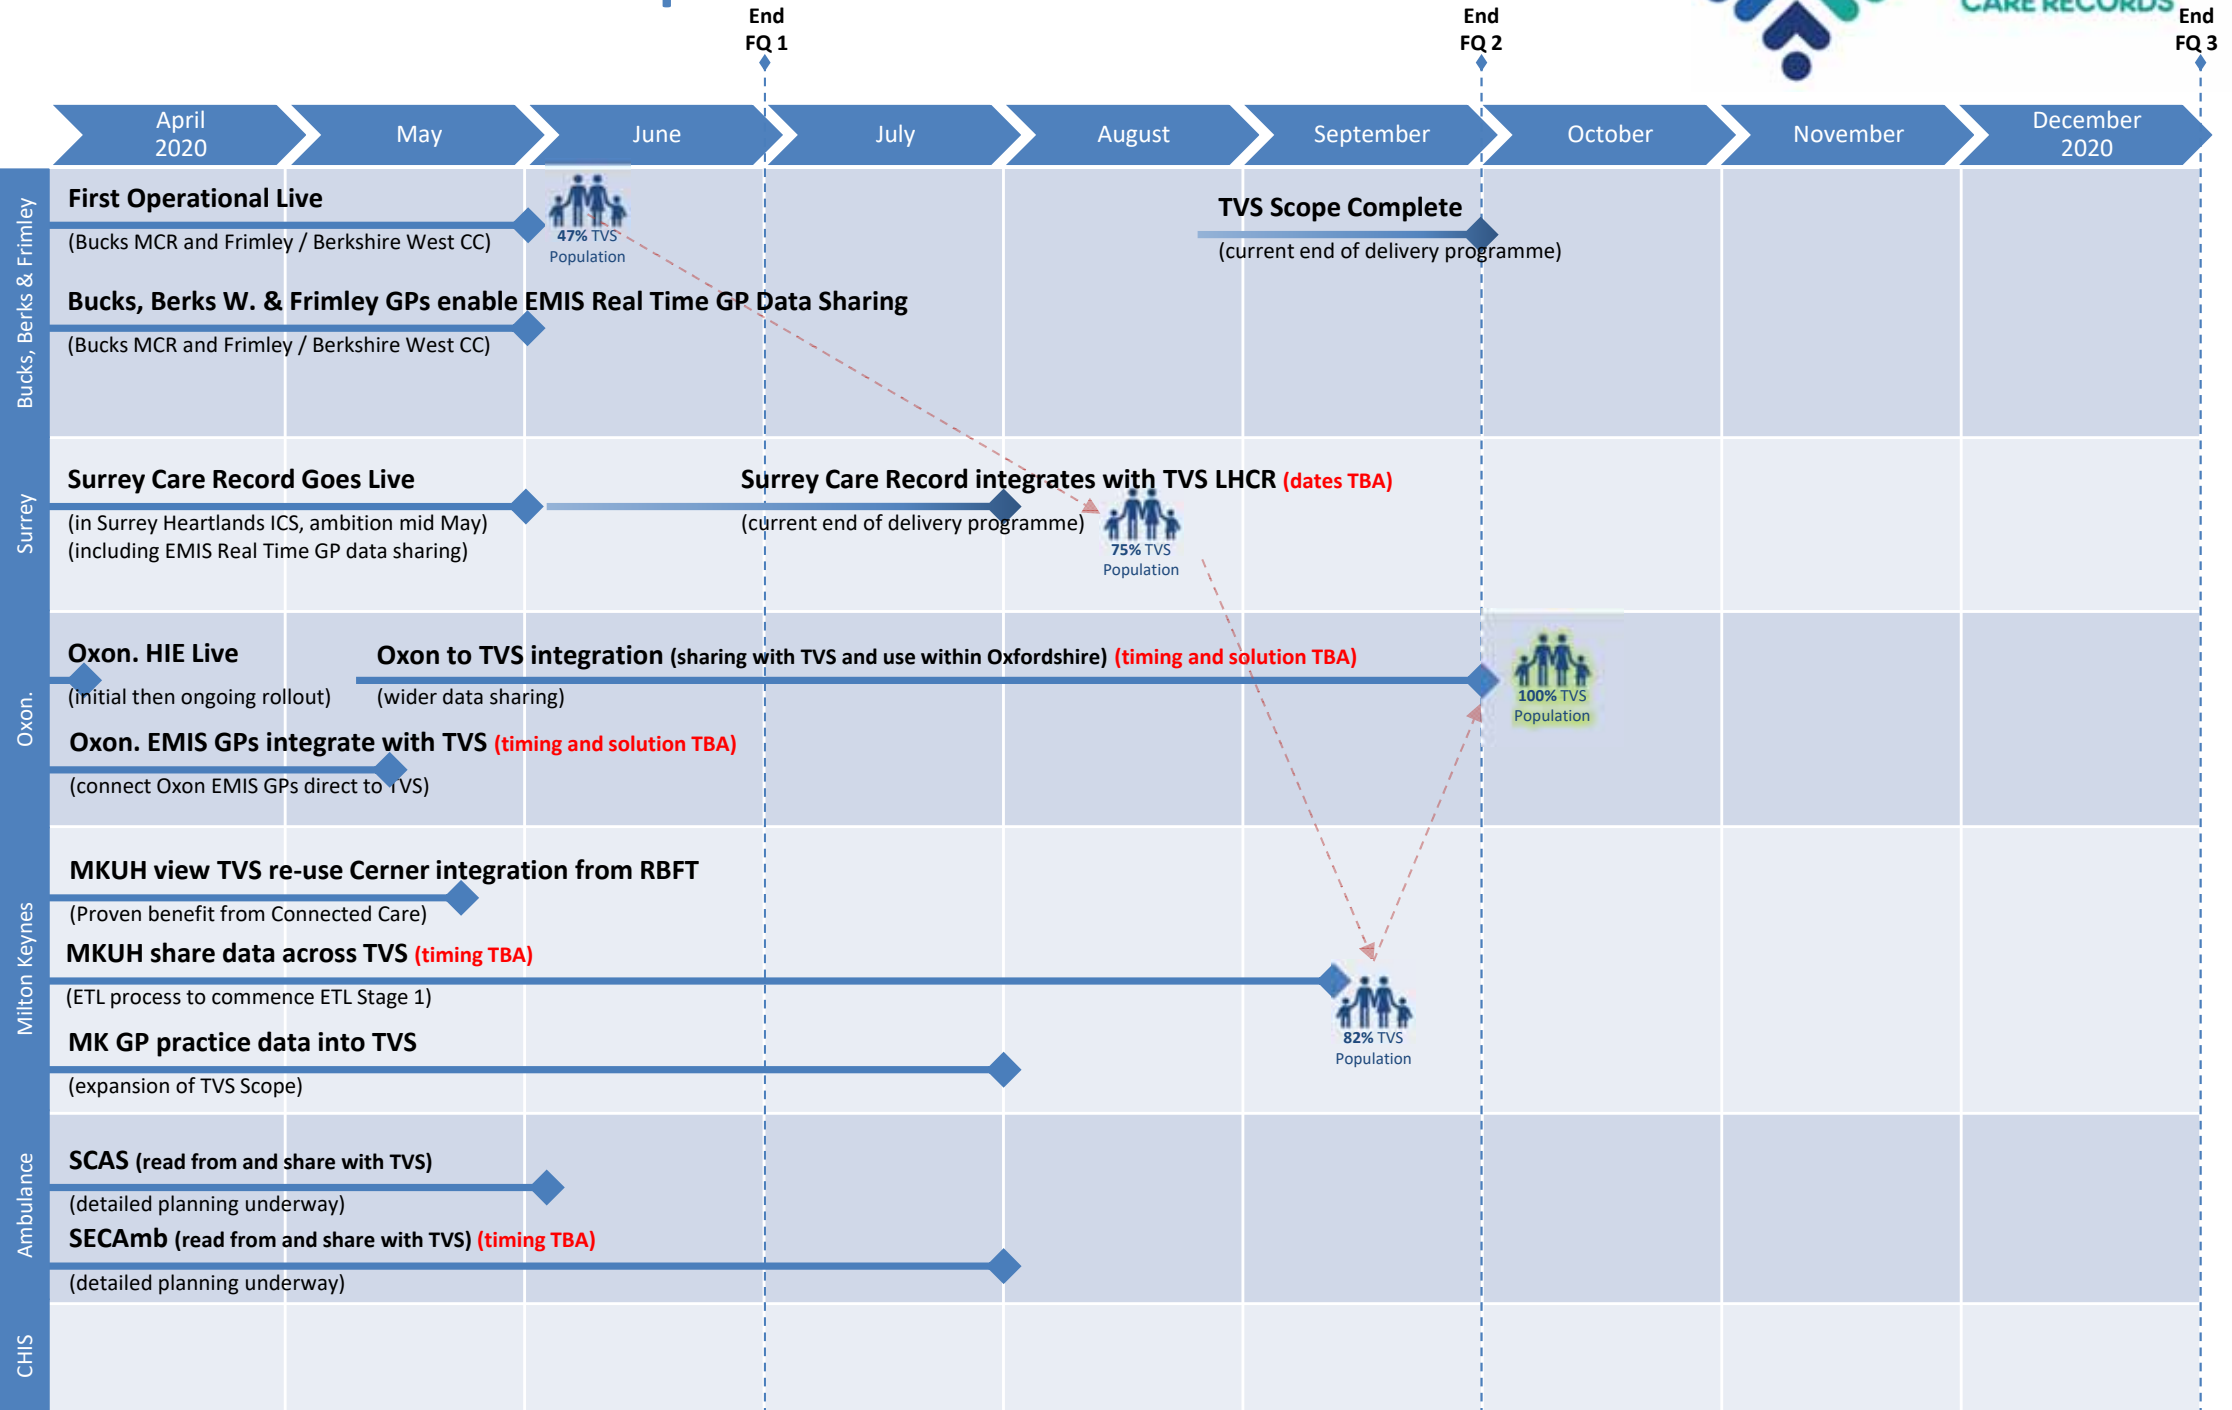 CARE RECORDS
End
FQ 1
End
FQ 2
End
FQ 3
April
2020
May
June
July
August
September
October
November
December
2020
Bucks, Berks & Frimley
First Operational Live
(Bucks MCR and Frimley / Berkshire West CC)
47% TVS
Population
TVS Scope Complete
(current end of delivery programme)
Bucks, Berks W. & Frimley GPs enable EMIS Real Time GP Data Sharing
(Bucks MCR and Frimley / Berkshire West CC)
Surrey
Surrey Care Record Goes Live
(in Surrey Heartlands ICS, ambition mid May)
(including EMIS Real Time GP data sharing)
Surrey Care Record integrates with TVS LHCR (dates TBA)
(current end of delivery programme)
75% TVS
Population
Oxon.
Oxon. HIE Live
(initial then ongoing rollout)
Oxon to TVS integration (sharing with TVS and use within Oxfordshire) (timing and solution TBA)
(wider data sharing)
100% TVS
Population
Oxon. EMIS GPs integrate with TVS (timing and solution TBA)
(connect Oxon EMIS GPs direct to TVS)
Milton Keynes
MKUH view TVS re-use Cerner integration from RBFT
(Proven benefit from Connected Care)
MKUH share data across TVS (timing TBA)
(ETL process to commence ETL Stage 1)
82% TVS
Population
MK GP practice data into TVS
(expansion of TVS Scope)
Ambulance
SCAS (read from and share with TVS)
(detailed planning underway)
SECAmb (read from and share with TVS) (timing TBA)
(detailed planning underway)
CHIS